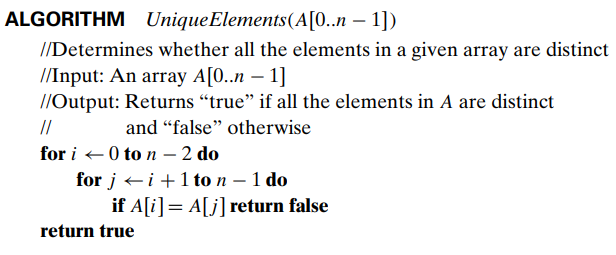 ALGORITHM UniqueElements(A[0..n − 1])
//Determines whether all the elements in a given array are distinct
//Input: An array A[0..n − 1]
//Output: Returns “true” if all the elements in A are distinct
// and “false” otherwise
for i ← 0 to n − 2 do
for j ← i + 1 to n − 1 do
if A[i] = A[j] return false
return true